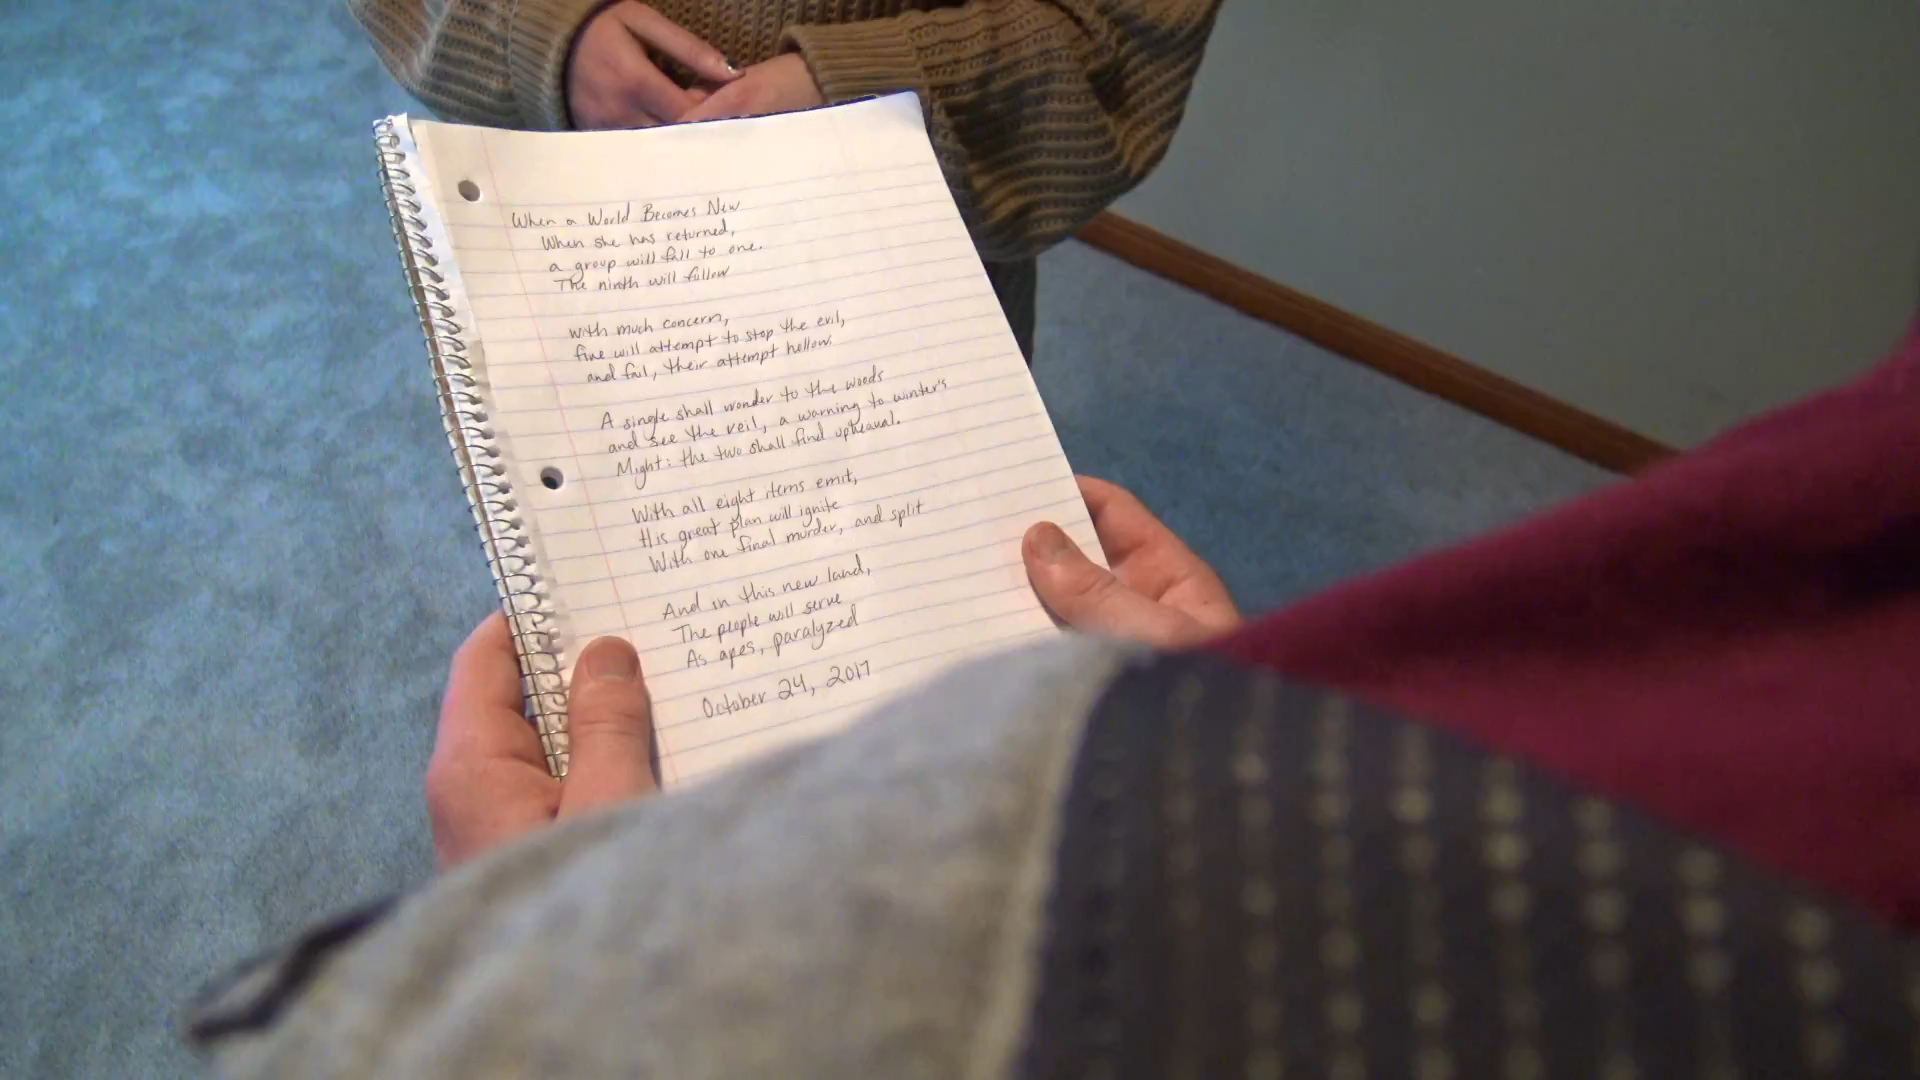 When a World Becomes New
When she has returned,
a group will fall to one.
The ninth will follow
with much concern,
five will attempt to stop the evil,
and fail, their attempt hollow.
A single shall wonder to the woods
and see the veil, a warning to winter's
Might: the two shall find upheaval.
With all eight items emit,
His great plan will ignite
With one final murder, and split
And in this new land,
The people will serve
As apes, paralyzed
October 24, 2017